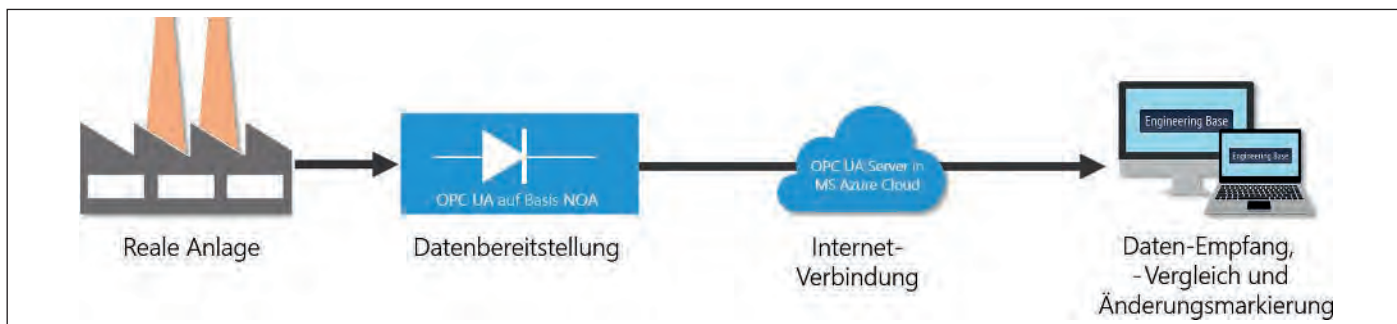 Engineering Base
Engineering Base
OPC UA Server in
MS Azure Cloud
OPC UA auf Basis NOA
Reale Anlage
Datenbereitstellung
Internet-
Verbindung
Daten-Empfang,
-Vergleich und
Änderungsmarkierung